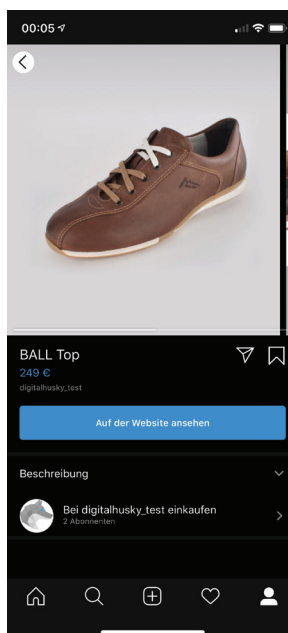 00:05
BALL Top
249 €
digitalhusky_test
Auf der Website ansehen
Beschreibung
Bei digitalhusky_test einkaufen
2 Abonnenten